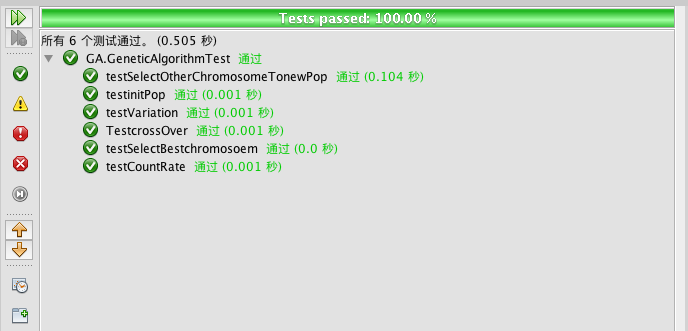 Tests passed: 100.00 %
所有 6 个测试通过。 (0.505 秒)
GA.GeneticAlgorithmTest 通过
testSelectOtherChromosomeTonewPop 通过 (0.104 秒)
testinitPop 通过 (0.001 秒)
testVariation 通过 (0.001 秒)
TestcrossOver 通过 (0.001 秒)
testSelectBestchromosoem 通过 (0.0 秒)
testCountRate 通过 (0.001 秒)